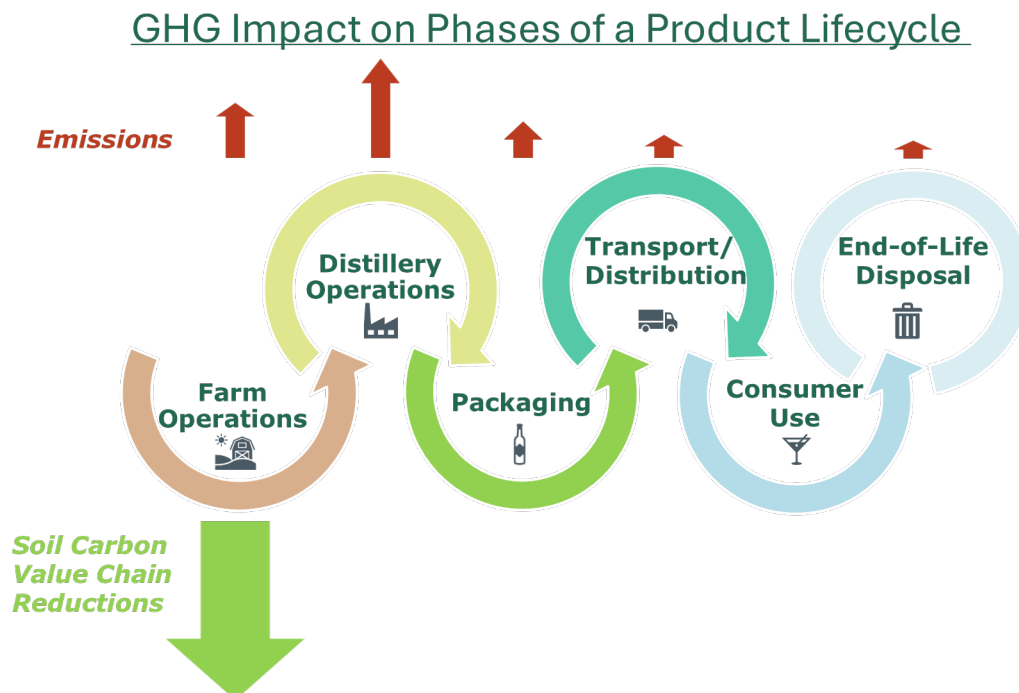 GHG Impact on Phases of a Product Lifecycle
Emissions
Distillery
Operations
Transport/
Distribution
End-of-Life
Disposal
Farm
Operations
Packaging
Consumer
Use
Soil Carbon
Value Chain
Reductions